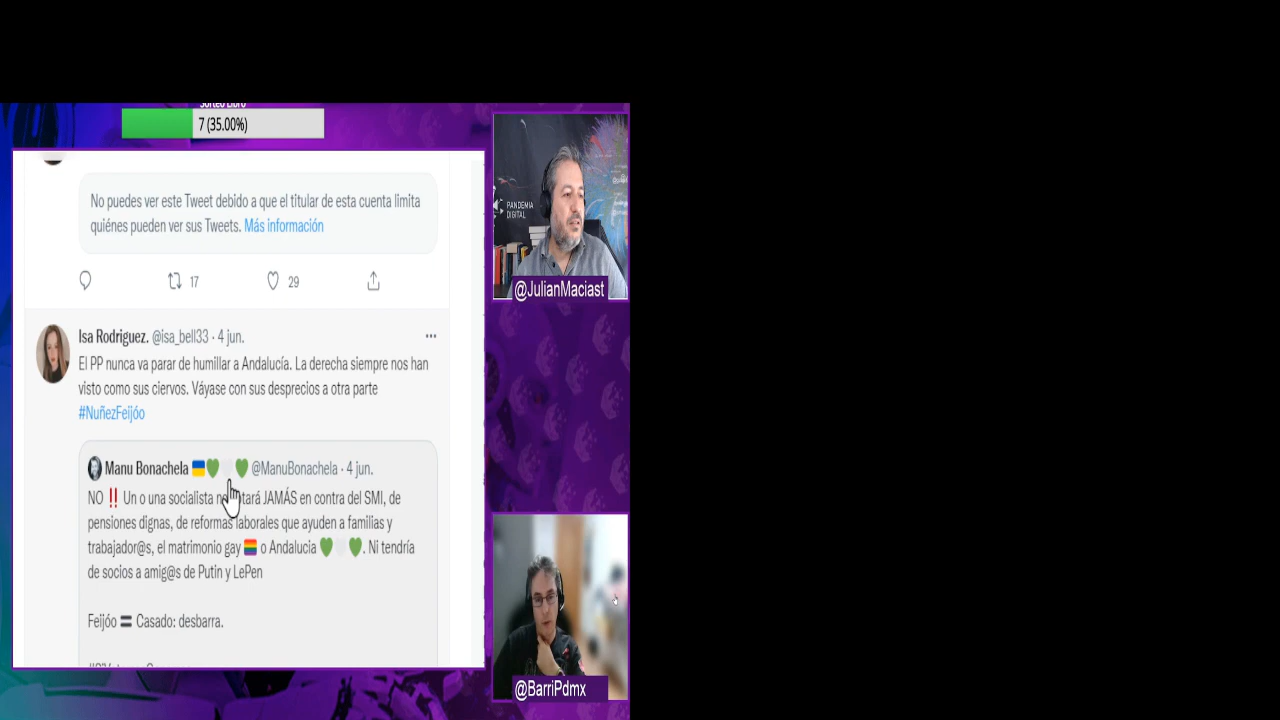 Sorteo Libro
7 (35.00%)
No puedes ver este Tweet debido a que el titular de esta cuenta limita
quiénes pueden ver sus Tweets. Más información
17
29
Isa Rodriguez. @isa_bell33 · 4 jun.
El PP nunca va parar de humillar a Andalucía. La derecha siempre nos han
visto como sus ciervos. Váyase con sus desprecios a otra parte
#NuñezFeijóo
Manu Bonachela @ManuBonachela · 4 jun.
NO ‼ Un o una socialista JAMÁS en contra del SMI, de
pensiones dignas, de reformas laborales que ayuden a familias y
trabajador@s, el matrimonio gay o Andalucia. Ni tendría
de socios a amig@s de Putin y LePen
Feijóo = Casado: desbarra.
PANDEMIA
DIGITAL
@JulianMaciast
@BarriPdmx